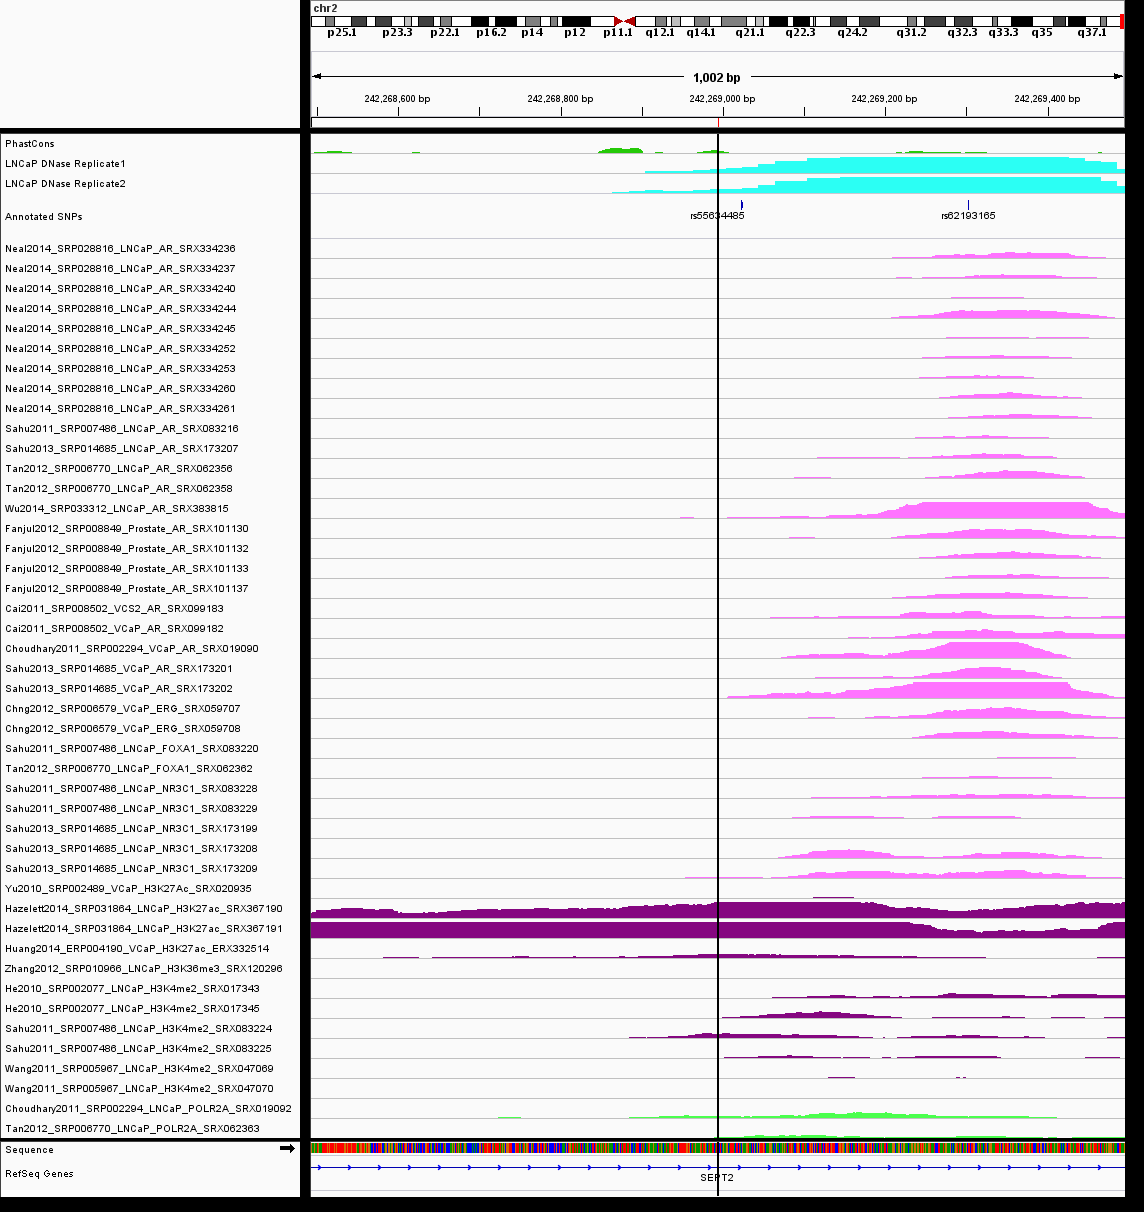 chr2
p25.1 p23.3 p22.1 p16.2 p14 p12 p11.1 q12.1 q14.1 q21.1 q22.3 q24.2 q31.2 q32.3 q33.3 q35 q37.1
1,002 bp
242,268,600 bp 242,268,800 bp 242,269,000 bp 242,269,200 bp 242,269,400 bp
PhastCons
LNCaP DNase Replicate1
LNCaP DNase Replicate2
Annotated SNPs rs55634485 rs62193165
Neal2014_SRP028816_LNCaP_AR_SRX334236
Neal2014_SRP028816_LNCaP_AR_SRX334237
Neal2014_SRP028816_LNCaP_AR_SRX334240
Neal2014_SRP028816_LNCaP_AR_SRX334244
Neal2014_SRP028816_LNCaP_AR_SRX334245
Neal2014_SRP028816_LNCaP_AR_SRX334252
Neal2014_SRP028816_LNCaP_AR_SRX334253
Neal2014_SRP028816_LNCaP_AR_SRX334260
Neal2014_SRP028816_LNCaP_AR_SRX334261
Sahu2011_SRP007486_LNCaP_AR_SRX083216
Sahu2013_SRP014685_LNCaP_AR_SRX173207
Tan2012_SRP006770_LNCaP_AR_SRX062356
Tan2012_SRP006770_LNCaP_AR_SRX062358
Wu2014_SRP033312_LNCaP_AR_SRX383815
Fanjul2012_SRP008849_Prostate_AR_SRX101130
Fanjul2012_SRP008849_Prostate_AR_SRX101132
Fanjul2012_SRP008849_Prostate_AR_SRX101133
Fanjul2012_SRP008849_Prostate_AR_SRX101137
Cai2011_SRP008502_VCS2_AR_SRX099183
Cai2011_SRP008502_VCaP_AR_SRX099182
Choudhary2011_SRP002294_VCaP_AR_SRX019090
Sahu2013_SRP014685_VCaP_AR_SRX173201
Sahu2013_SRP014685_VCaP_AR_SRX173202
Chng2012_SRP006579_VCaP_ERG_SRX059707
Chng2012_SRP006579_VCaP_ERG_SRX059708
Sahu2011_SRP007486_LNCaP_FOXA1_SRX083220
Tan2012_SRP006770_LNCaP_FOXA1_SRX062362
Sahu2011_SRP007486_LNCaP_NR3C1_SRX083228
Sahu2011_SRP007486_LNCaP_NR3C1_SRX083229
Sahu2013_SRP014685_LNCaP_NR3C1_SRX173199
Sahu2013_SRP014685_LNCaP_NR3C1_SRX173208
Sahu2013_SRP014685_LNCaP_NR3C1_SRX173209
Yu2010_SRP002489_VCaP_H3K27Ac_SRX020935
Hazelett2014_SRP031864_LNCaP_H3K27ac_SRX367190
Hazelett2014_SRP031864_LNCaP_H3K27ac_SRX367191
Huang2014_ERP004190_VCaP_H3K27ac_ERX332514
Zhang2012_SRP010966_LNCaP_H3K36me3_SRX120296
He2010_SRP002077_LNCaP_H3K4me2_SRX017343
He2010_SRP002077_LNCaP_H3K4me2_SRX017345
Sahu2011_SRP007486_LNCaP_H3K4me2_SRX083224
Sahu2011_SRP007486_LNCaP_H3K4me2_SRX083225
Wang2011_SRP005967_LNCaP_H3K4me2_SRX047069
Wang2011_SRP005967_LNCaP_H3K4me2_SRX047070
Choudhary2011_SRP002294_LNCaP_POLR2A_SRX019092
Tan2012_SRP006770_LNCaP_POLR2A_SRX062363
Sequence
RefSeq Genes
SEPT2